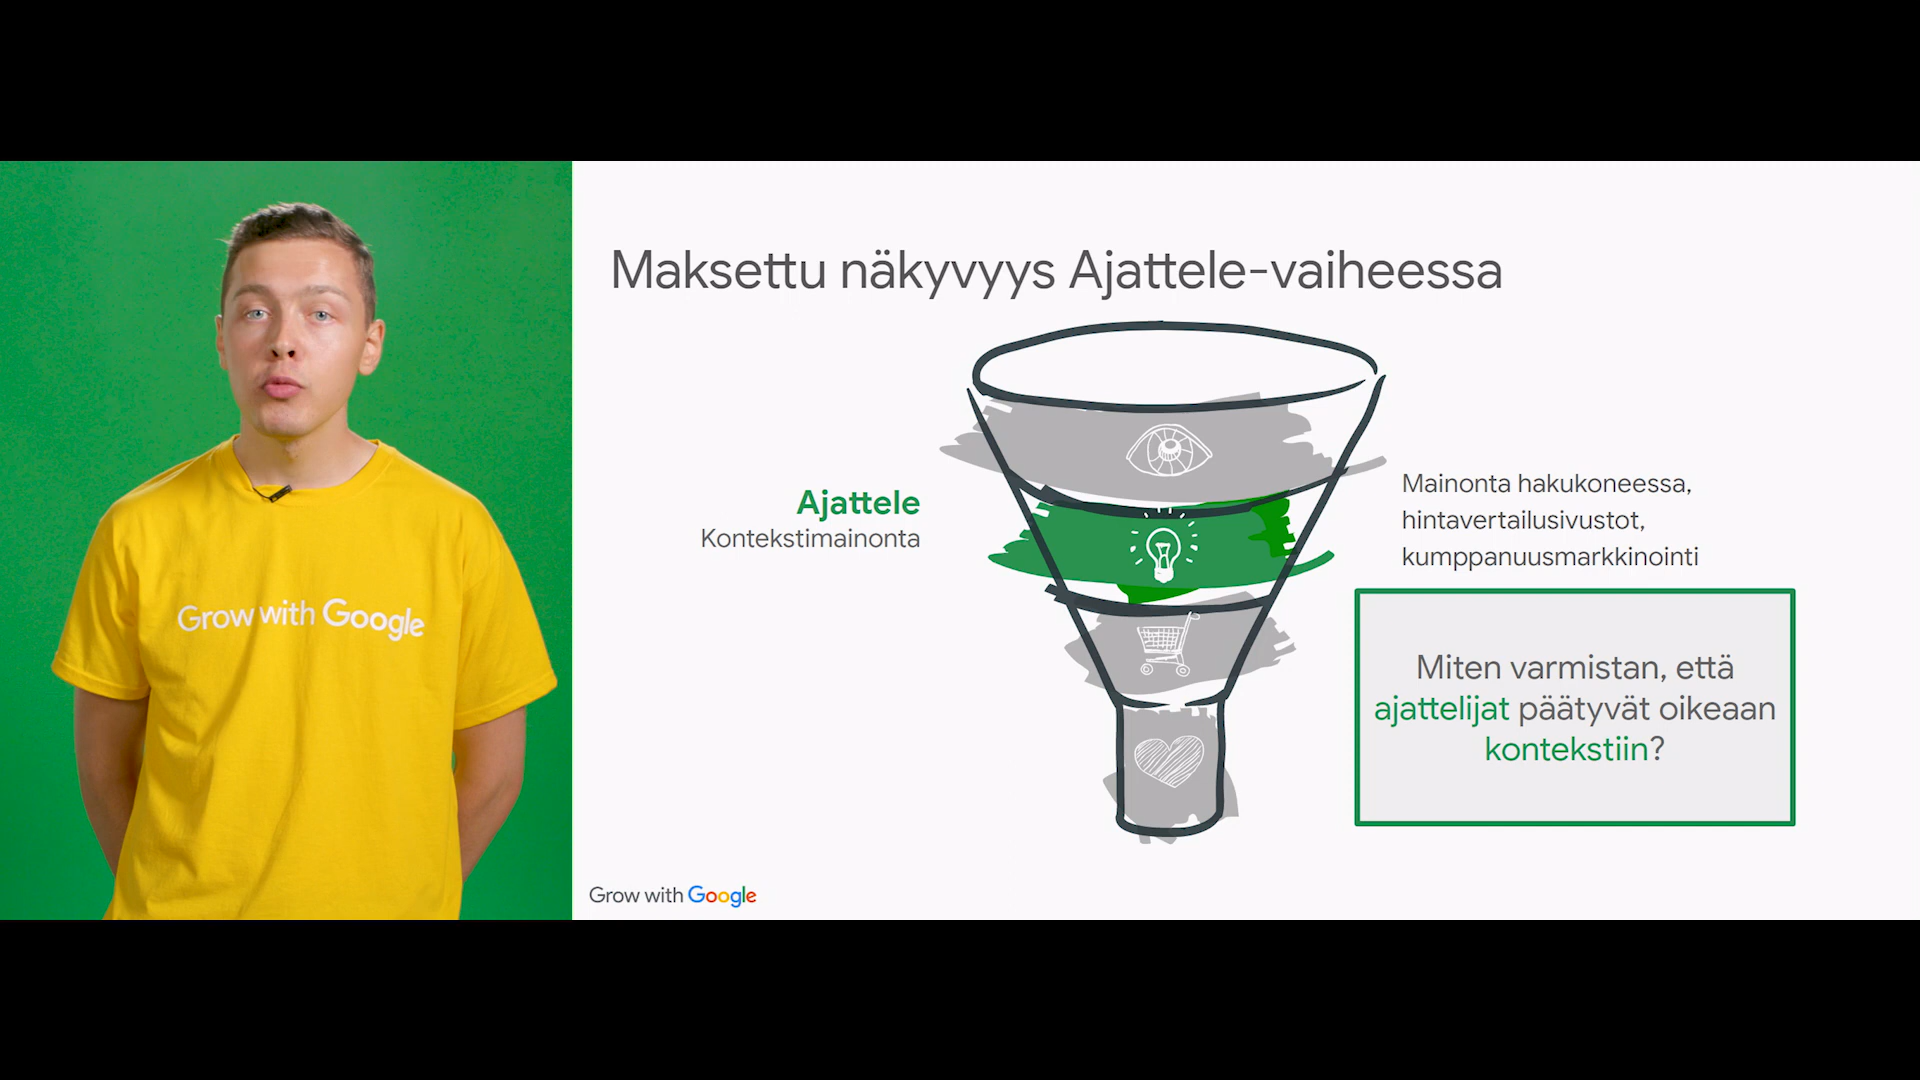 Grow with Google
Maksettu näkyvyys Ajattele-vaiheessa
Ajattele
Kontekstimainonta
Mainonta hakukoneessa,
hintavertailusivustot,
kumppanuusmarkkinointi
Miten varmistan, että
ajattelijat päätyvät oikeaan
kontekstiin?
Grow with Google